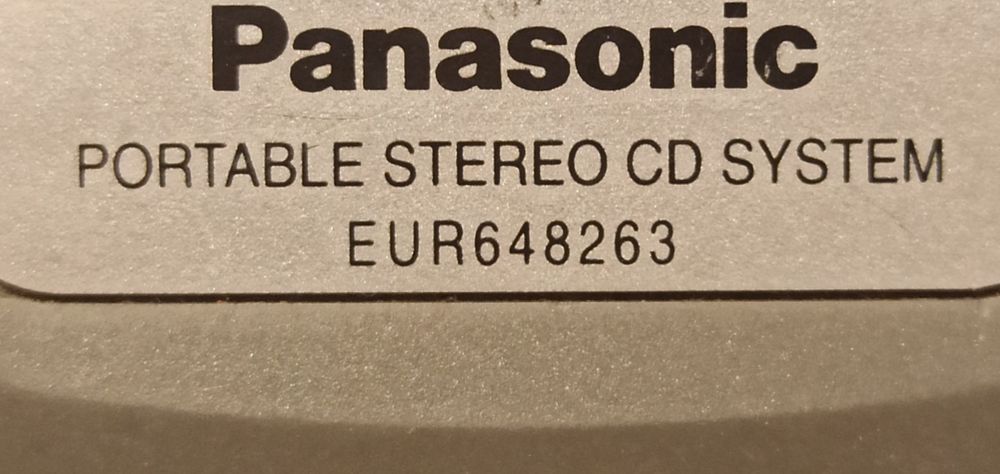 Panasonic
PORTABLE STEREO CD SYSTEM
EUR648263